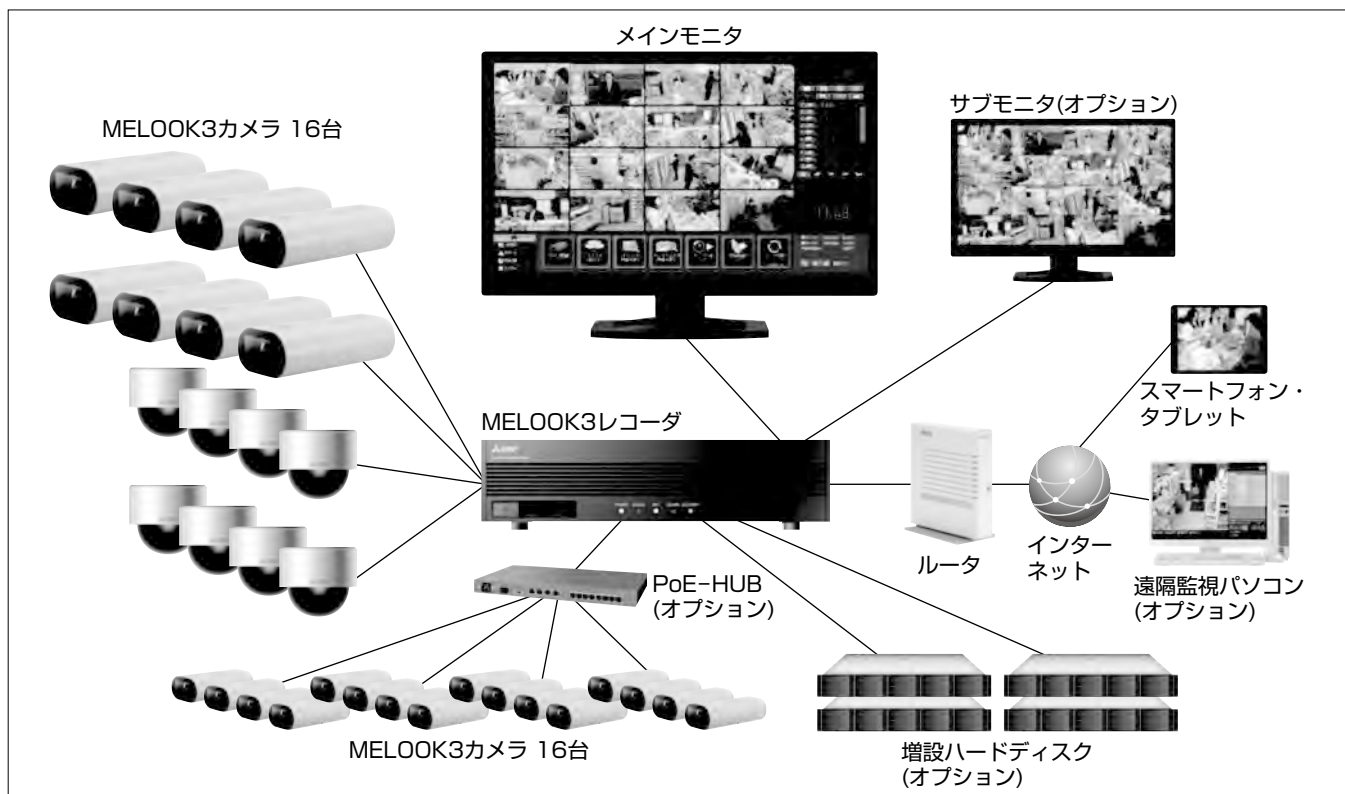 メインモニタ
サブモニタ(オプション)
MELOOK3カメラ 16台
スマートフォン・
タブレット
MELOOK3レコーダ
ルータ
インター
ネット
遠隔監視パソコン
(オプション)
PoE-HUB
(オプション)
MELOOK3カメラ 16台
増設ハードディスク
(オプション)